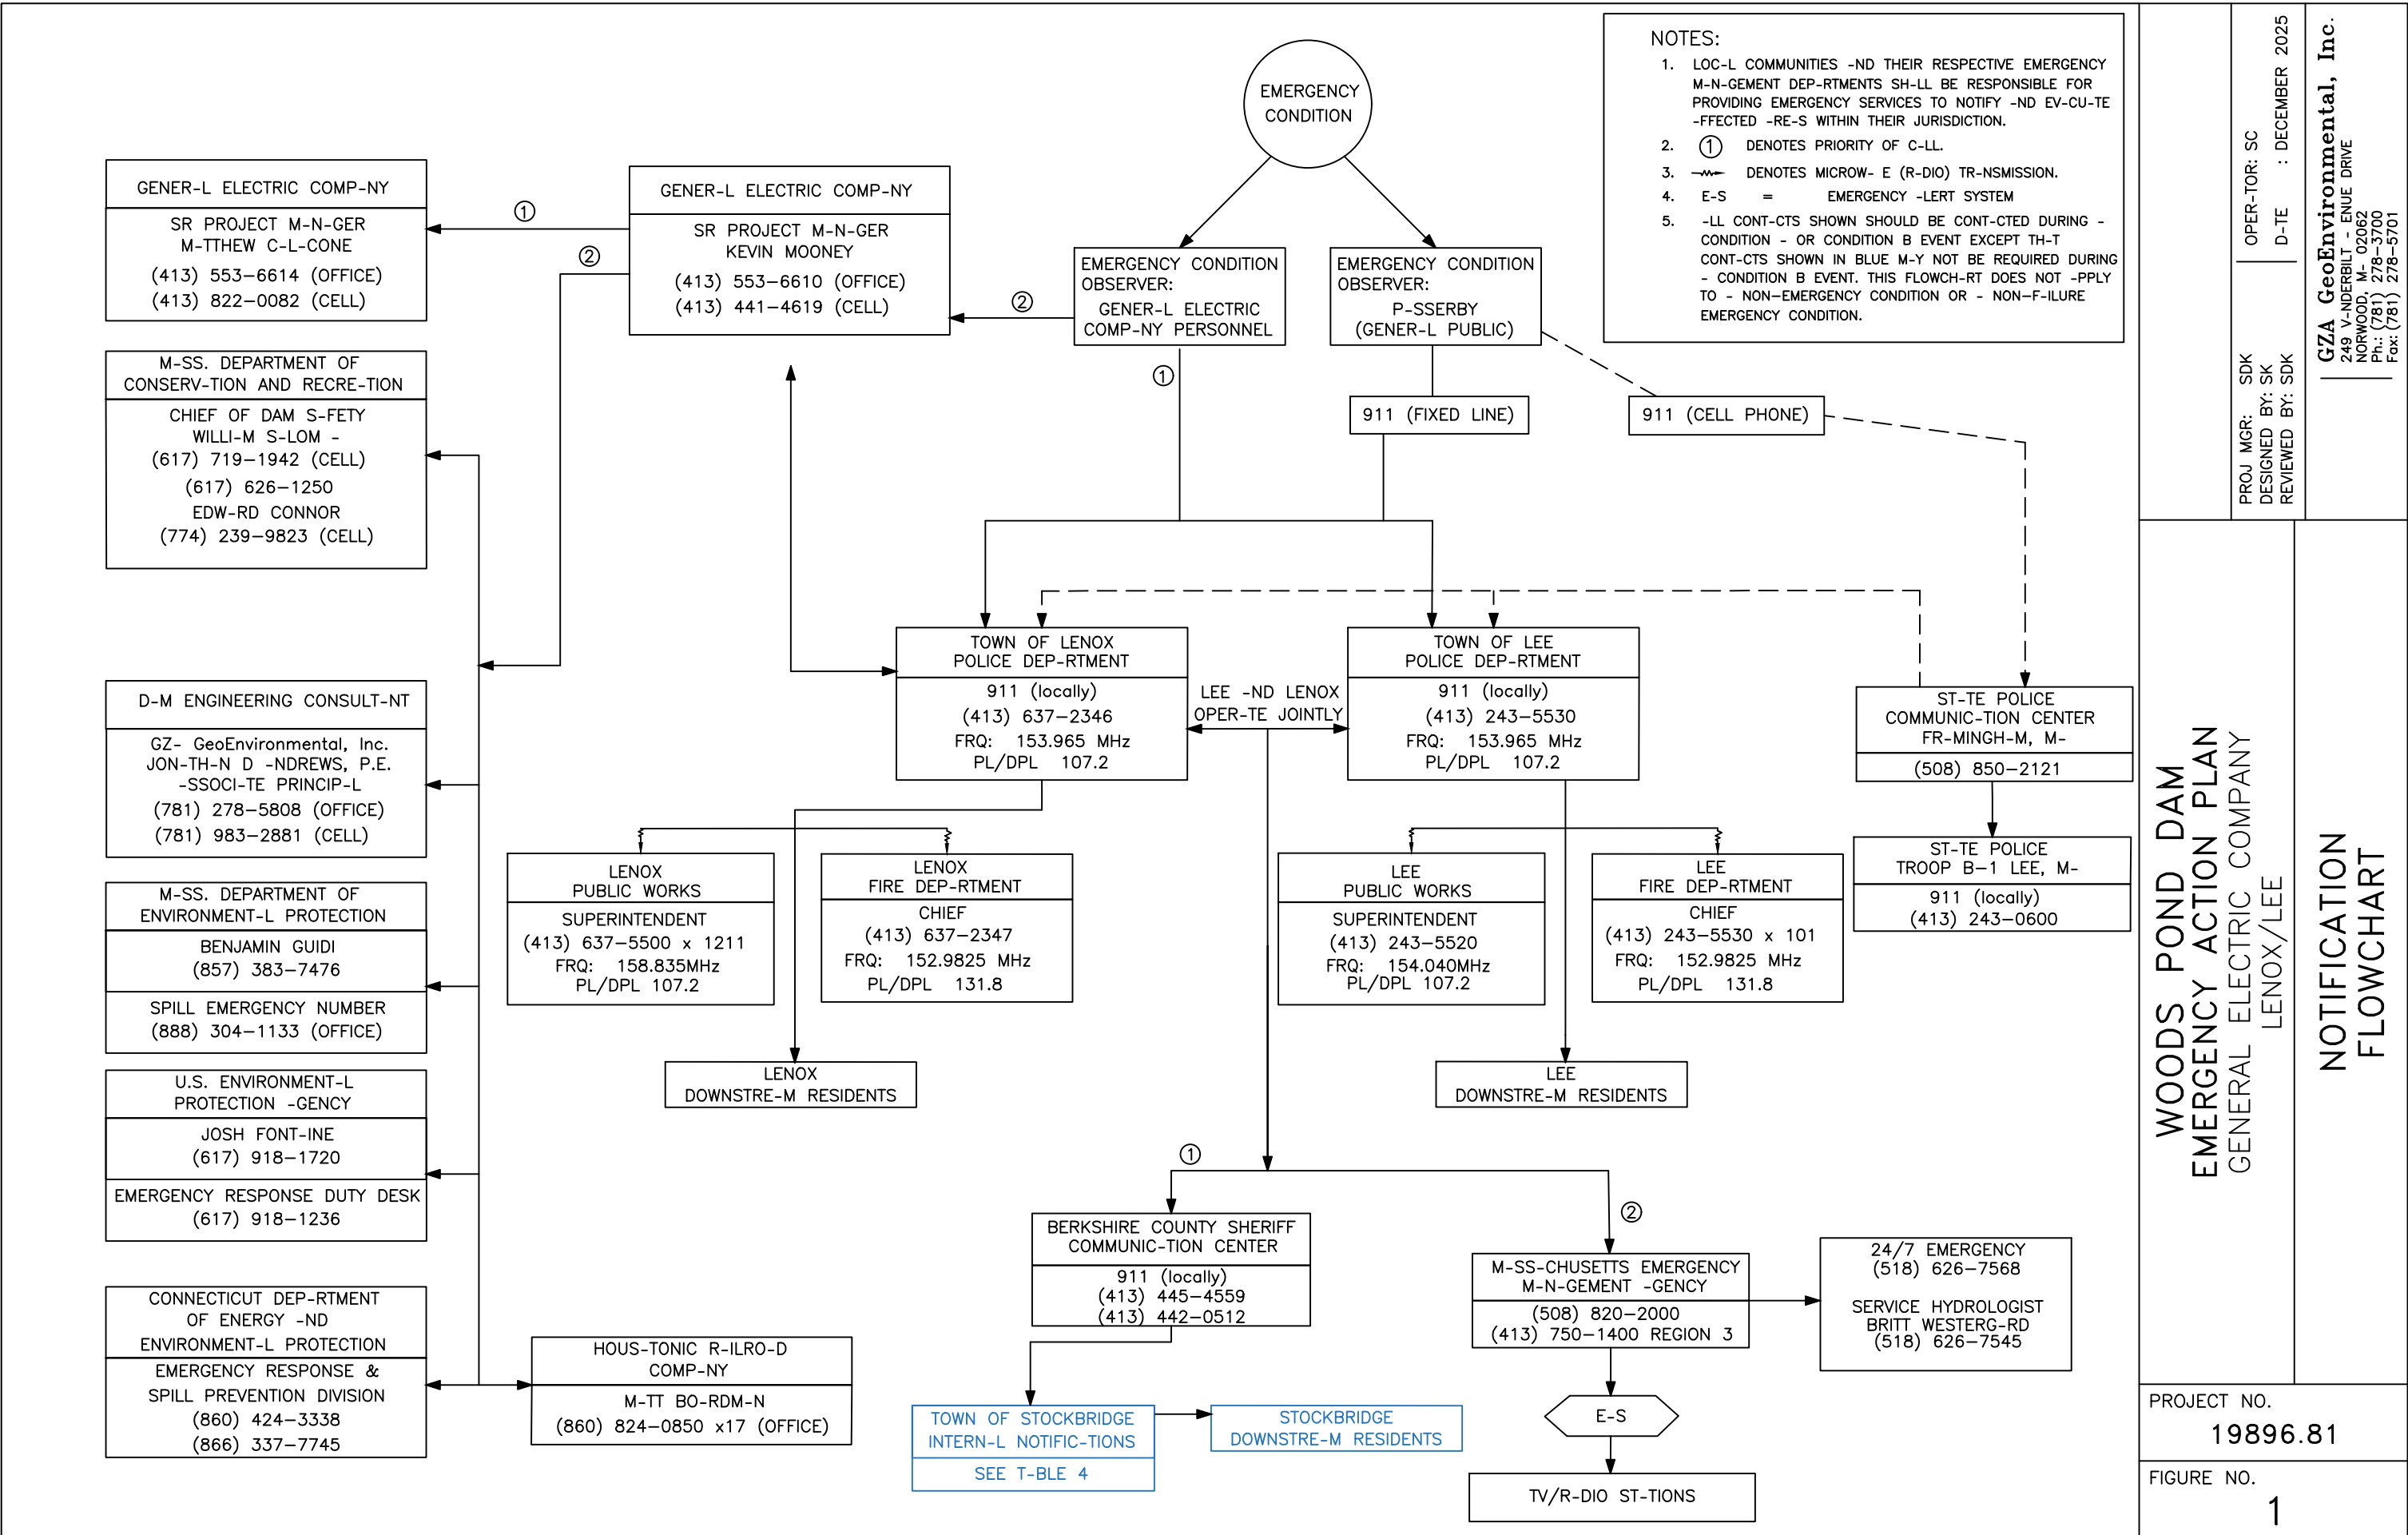 EMERGENCY
CONDITION
NOTES:
1. LOC-L COMMUNITIES -ND THEIR RESPECTIVE EMERGENCY
M-N-GEMENT DEP-RTMENTS SH-LL BE RESPONSIBLE FOR
PROVIDING EMERGENCY SERVICES TO NOTIFY -ND EV-CU-TE
-FFECTED -RE-S WITHIN THEIR JURISDICTION.
2. ① DENOTES PRIORITY OF C-LL.
3. DENOTES MICROW- E (R-DIO) TR-NSMISSION.
4. E-S = EMERGENCY -LERT SYSTEM
5. -LL CONT-CTS SHOWN SHOULD BE CONT-CTED DURING -
CONDITION - OR CONDITION B EVENT EXCEPT TH-T
CONT-CTS SHOWN IN BLUE M-Y NOT BE REQUIRED DURING
- CONDITION B EVENT. THIS FLOWCH-RT DOES NOT -PPLY
TO - NON-EMERGENCY CONDITION OR - NON-F-ILURE
EMERGENCY CONDITION.
GENER-L ELECTRIC COMP-NY
SR PROJECT M-N-GER
M-TTHEW C-L-CONE
(413) 553-6614 (OFFICE)
(413) 822-0082 (CELL)
①
②
GENER-L ELECTRIC COMP-NY
SR PROJECT M-N-GER
KEVIN MOONEY
(413) 553-6610 (OFFICE)
(413) 441-4619 (CELL)
②
①
EMERGENCY CONDITION
OBSERVER:
GENER-L ELECTRIC
COMP-NY PERSONNEL
EMERGENCY CONDITION
OBSERVER:
P-SSERBY
(GENER-L PUBLIC)
911 (FIXED LINE)
911 (CELL PHONE)
M-SS. DEPARTMENT OF
CONSERV-TION AND RECRE-TION
CHIEF OF DAM S-FETY
WILLI-M S-LOM -
(617) 719-1942 (CELL)
(617) 626-1250
EDW-RD CONNOR
(774) 239-9823 (CELL)
D-M ENGINEERING CONSULT-NT
GZ- GeoEnvironmental, Inc.
JON-TH-N D -NDREWS, P.E.
-SSOCI-TE PRINCIP-L
(781) 278-5808 (OFFICE)
(781) 983-2881 (CELL)
M-SS. DEPARTMENT OF
ENVIRONMENT-L PROTECTION
BENJAMIN GUIDI
(857) 383-7476
SPILL EMERGENCY NUMBER
(888) 304-1133 (OFFICE)
U.S. ENVIRONMENT-L
PROTECTION -GENCY
JOSH FONT-INE
(617) 918-1720
EMERGENCY RESPONSE DUTY DESK
(617) 918-1236
CONNECTICUT DEP-RTMENT
OF ENERGY -ND
ENVIRONMENT-L PROTECTION
EMERGENCY RESPONSE &
SPILL PREVENTION DIVISION
(860) 424-3338
(866) 337-7745
HOUS-TONIC R-ILRO-D
COMP-NY
M-TT BO-RDM-N
(860) 824-0850 x17 (OFFICE)
TOWN OF LENOX
POLICE DEP-RTMENT
911 (locally)
(413) 637-2346
FRQ: 153.965 MHz
PL/DPL 107.2
LEE -ND LENOX
OPER-TE JOINTLY
TOWN OF LEE
POLICE DEP-RTMENT
911 (locally)
(413) 243-5530
FRQ: 153.965 MHz
PL/DPL 107.2
ST-TE POLICE
COMMUNIC-TION CENTER
FR-MINGH-M, M-
(508) 850-2121
ST-TE POLICE
TROOP B-1 LEE, M-
911 (locally)
(413) 243-0600
LENOX
PUBLIC WORKS
SUPERINTENDENT
(413) 637-5500 x 1211
FRQ: 158.835MHz
PL/DPL 107.2
LENOX
FIRE DEP-RTMENT
CHIEF
(413) 637-2347
FRQ: 152.9825 MHz
PL/DPL 131.8
LEE
PUBLIC WORKS
SUPERINTENDENT
(413) 243-5520
FRQ: 154.040MHz
PL/DPL 107.2
LEE
FIRE DEP-RTMENT
CHIEF
(413) 243-5530 x 101
FRQ: 152.9825 MHz
PL/DPL 131.8
LENOX
DOWNSTRE-M RESIDENTS
LEE
DOWNSTRE-M RESIDENTS
①
②
BERKSHIRE COUNTY SHERIFF
COMMUNIC-TION CENTER
911 (locally)
(413) 445-4559
(413) 442-0512
M-SS-CHUSETTS EMERGENCY
M-N-GEMENT -GENCY
(508) 820-2000
(413) 750-1400 REGION 3
24/7 EMERGENCY
(518) 626-7568
SERVICE HYDROLOGIST
BRITT WESTERG-RD
(518) 626-7545
TOWN OF STOCKBRIDGE
INTERN-L NOTIFIC-TIONS
SEE T-BLE 4
STOCKBRIDGE
DOWNSTRE-M RESIDENTS
E-S
TV/R-DIO ST-TIONS
PROJ MGR: SDK
DESIGNED BY: SK
REVIEWED BY: SDK
OPER-TOR: SC
D-TE : DECEMBER 2025
GZA GeoEnvironmental, Inc.
249 V-NDERBILT - ENUE DRIVE
NORWOOD, M- 02062
Ph.: (781) 278-3700
Fax: (781) 278-5701
WOODS POND DAM
EMERGENCY ACTION PLAN
GENERAL ELECTRIC COMPANY
LENOX/LEE
NOTIFICATION
FLOWCHART
PROJECT NO.
19896.81
FIGURE NO.
1